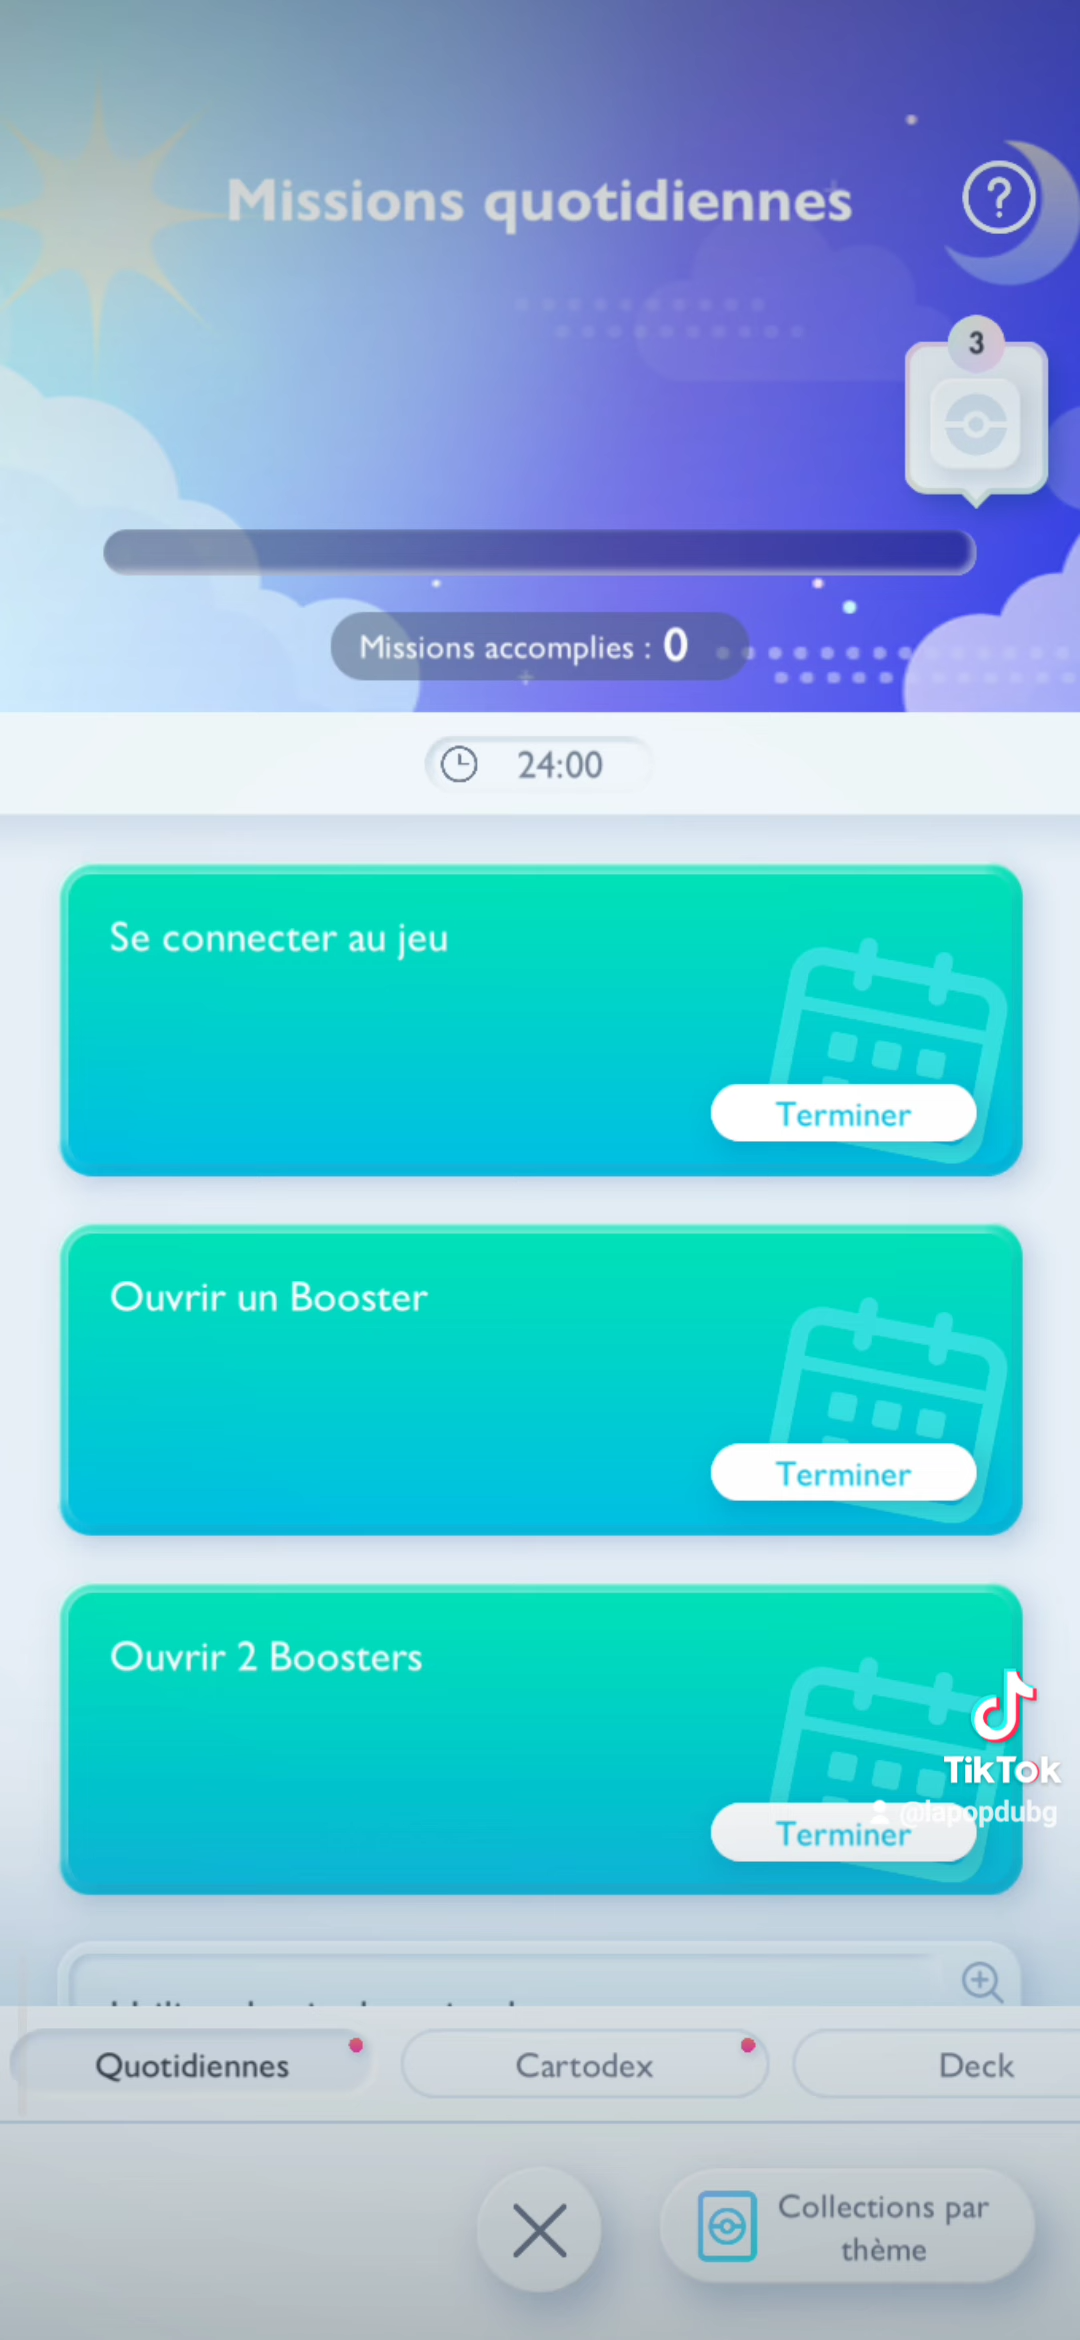 Missions quotidiennes
?
3
Missions accomplies : 0
24:00
Se connecter au jeu
Terminer
Ouvrir un Booster
Terminer
Ouvrir 2 Boosters
TikTok
@lapopdubg
Terminer
Quotidiennes
Cartodex
Deck
Collections par
thème